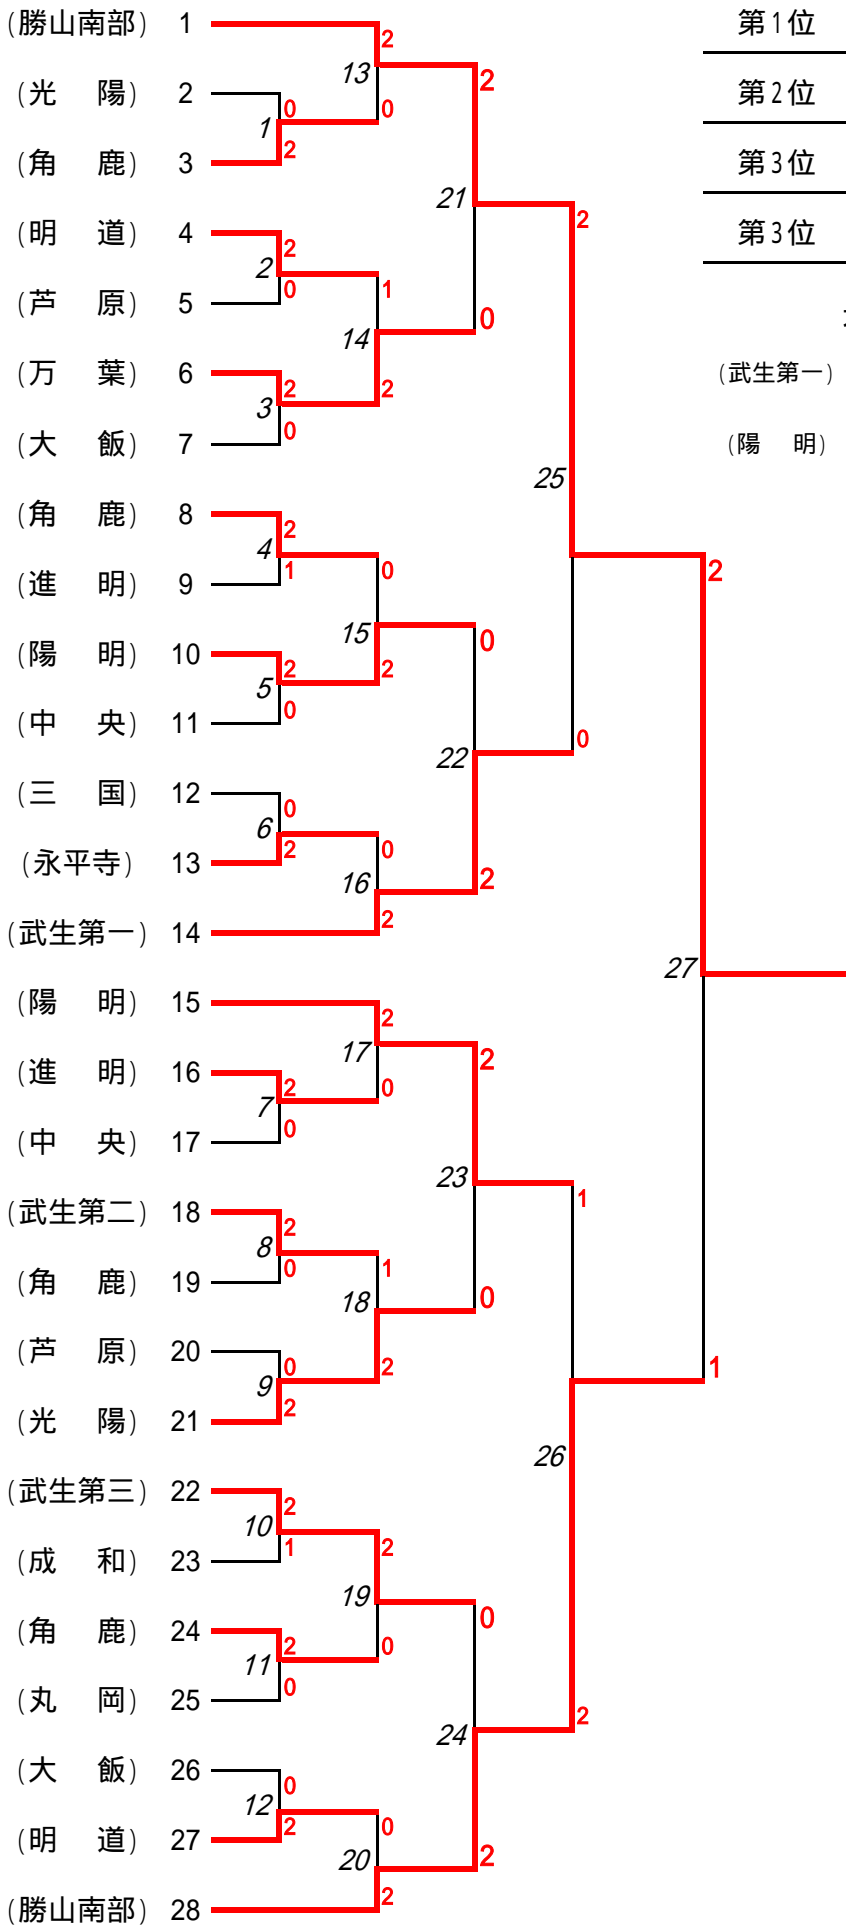 (勝山南部) 1
2
13
2
0
(光 陽) 2
0
1
2
(角 鹿) 3
21
2
(明 道) 4
2
2
0
1
0
(芦 原) 5
14
(万 葉) 6
2
3
0
2
(大 飯) 7
25
(角 鹿) 8
2
4
1
0
2
(進 明) 9
15
0
(陽 明) 10
2
5
0
2
(中 央) 11
22
0
(三 国) 12
0
6
2
0
(永平寺) 13
16
2
(武生第一) 14
2
27
(陽 明) 15
2
17
2
(進 明) 16
2
7
0
0
(中 央) 17
23
1
(武生第二) 18
2
8
0
1
(角 鹿) 19
18
0
(芦 原) 20
0
9
2
2
1
(光 陽) 21
26
(武生第三) 22
2
10
1
2
(成 和) 23
19
0
(角 鹿) 24
2
11
0
0
(丸 岡) 25
24
2
(大 飯) 26
0
12
2
0
(明 道) 27
20
2
(勝山南部) 28
2
第1位
第2位
第3位
第3位
(武生第一)
(陽 明)